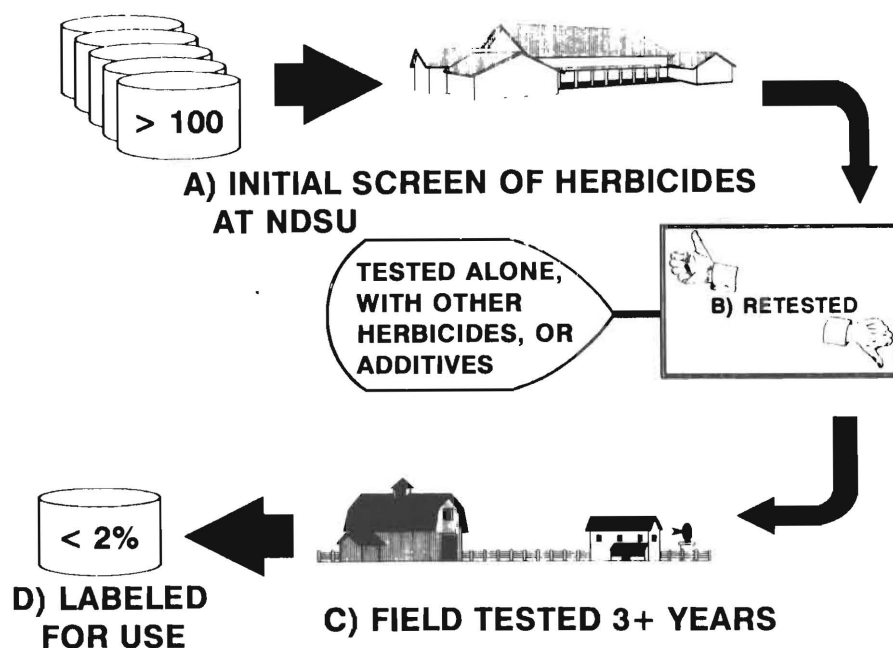 > 100
A) INITIAL SCREEN OF HERBICIDES
AT NDSU
TESTED ALONE,
WITH OTHER
HERBICIDES, OR
ADDITIVES
B) RETESTED
C) FIELD TESTED 3+ YEARS
< 2%
D) LABELED
FOR USE